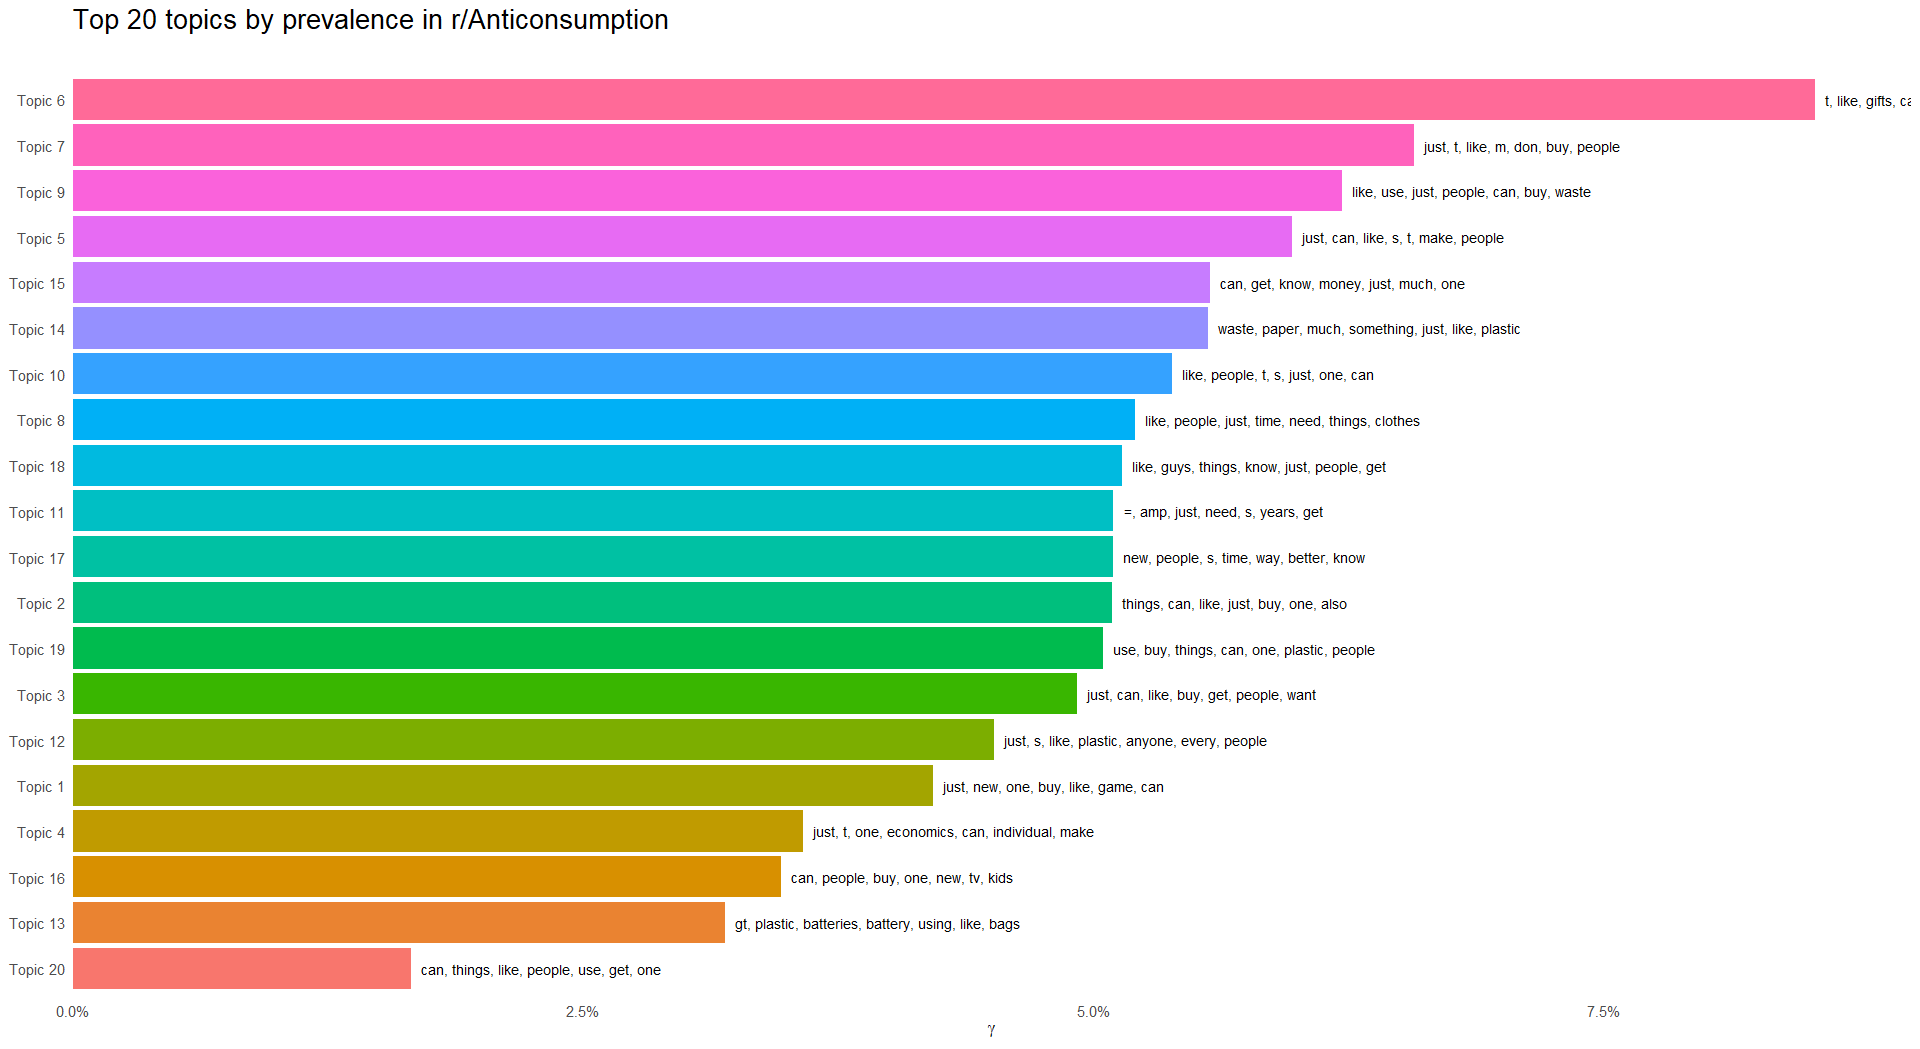 Top 20 topics by prevalence in r/Anticonsumption
Topic 6 t, like, gifts, ca
Topic 7 just, t, like, m, don, buy, people
Topic 9 like, use, just, people, can, buy, waste
Topic 5 just, can, like, s, t, make, people
Topic 15 can, get, know, money, just, much, one
Topic 14 waste, paper, much, something, just, like, plastic
Topic 10 like, people, t, s, just, one, can
Topic 8 like, people, just, time, need, things, clothes
Topic 18 like, guys, things, know, just, people, get
Topic 11 =, amp, just, need, s, years, get
Topic 17 new, people, s, time, way, better, know
Topic 2 things, can, like, just, buy, one, also
Topic 19 use, buy, things, can, one, plastic, people
Topic 3 just, can, like, buy, get, people, want
Topic 12 just, s, like, plastic, anyone, every, people
Topic 1 just, new, one, buy, like, game, can
Topic 4 just, t, one, economics, can, individual, make
Topic 16 can, people, buy, one, new, tv, kids
Topic 13 gt, plastic, batteries, battery, using, like, bags
Topic 20 can, things, like, people, use, get, one
0.0% 2.5% 5.0% 7.5%
γ